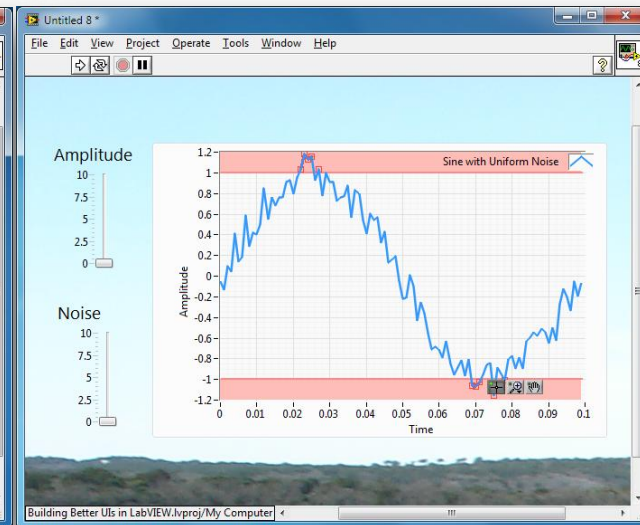 Untitled 8 *
File Edit View Project Operate Tools Window Help
?
Amplitude
10
7.5
5
2.5
0
Noise
10
7.5
5
2.5
0
Sine with Uniform Noise
Amplitude
1.2
1
0.8
0.6
0.4
0.2
0
-0.2
-0.4
-0.6
-0.8
-1
-1.2
0 0.01 0.02 0.03 0.04 0.05 0.06 0.07 0.08 0.09 0.1
Time
Building Better UIs in LabVIEW.lvproj/My Computer